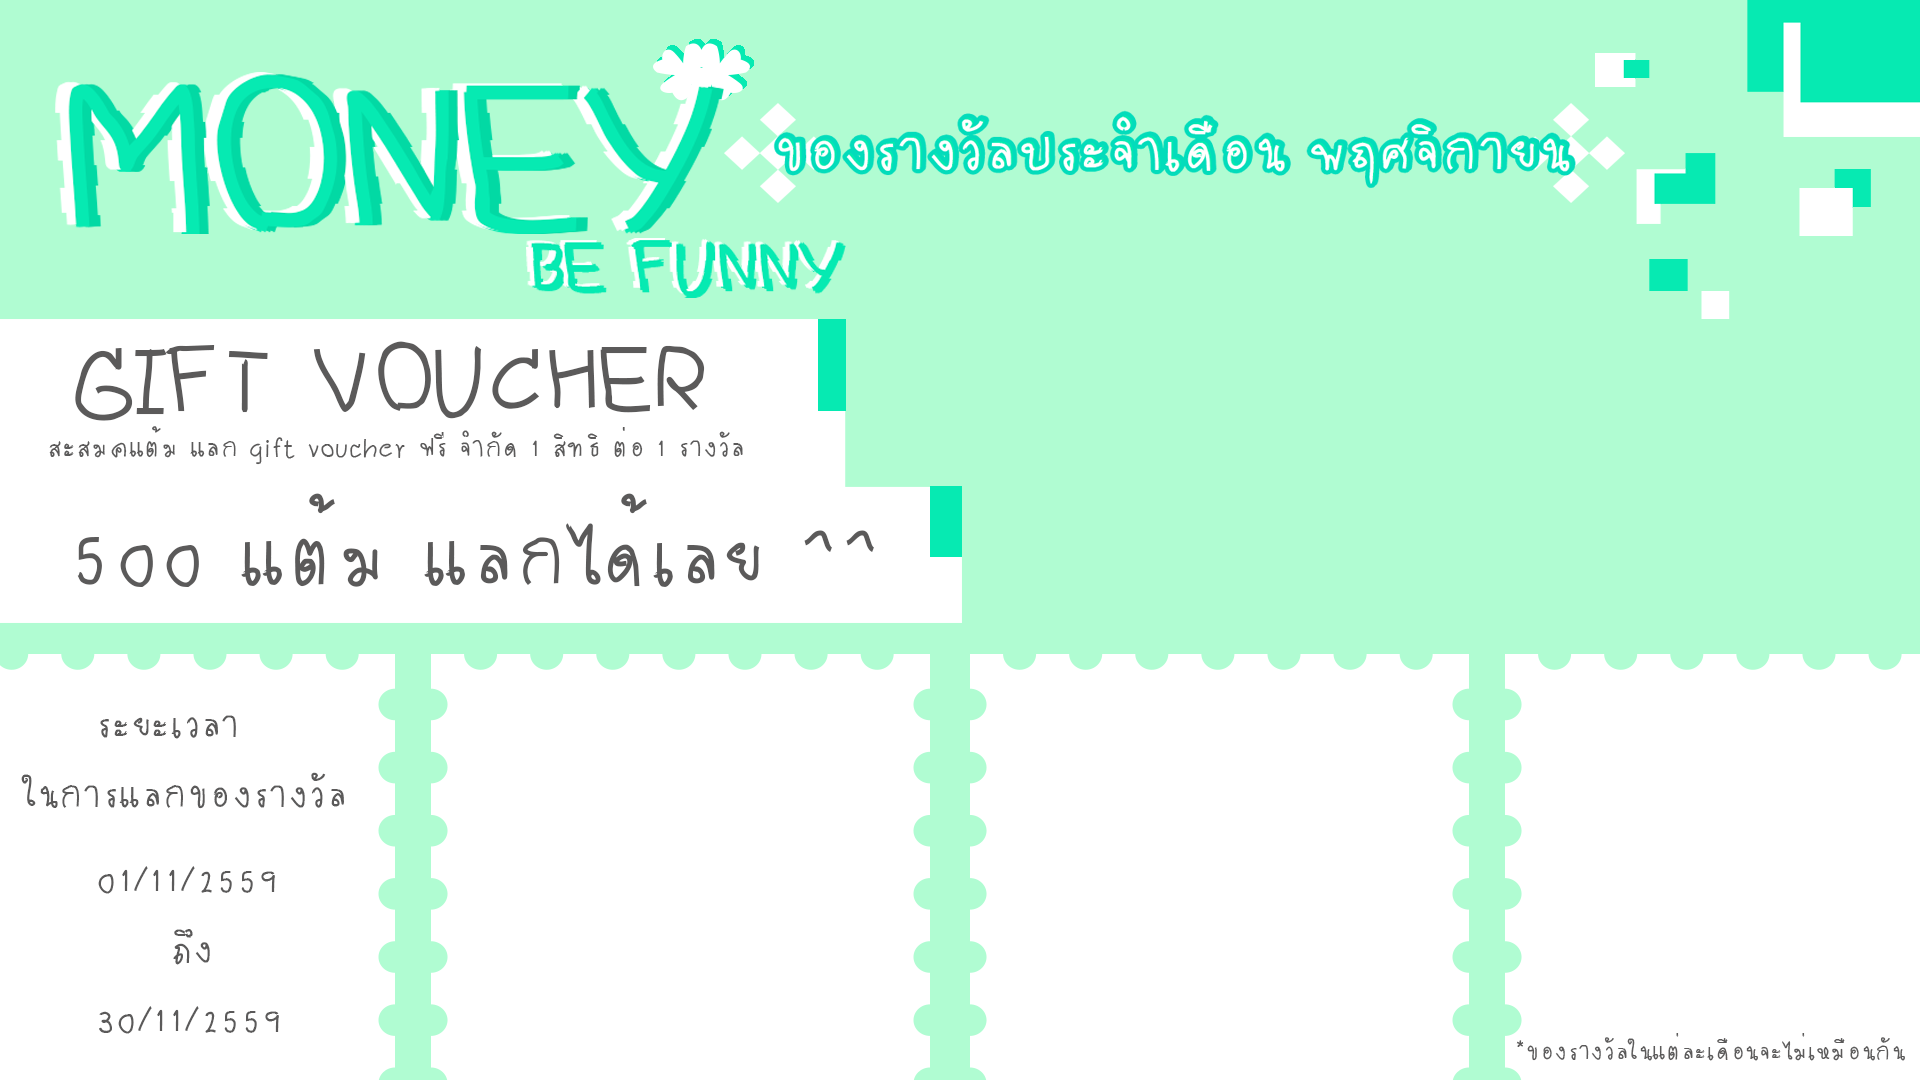 MONEY
BE FUNNY
ของรางวัลประจำเดือน พฤศจิกายน
GIFT VOUCHER
สะสมคแต้ม แลก gift voucher ฟรี จำกัด 1 สิทธิ ต่อ 1 รางวัล
500 แต้ม แลกได้เลย ^^
ระยะเวลา
ในการแลกของรางวัล
01/11/2559
ถึง
30/11/2559
*ของรางวัลในแต่ละเดือนจะไม่เหมือนกัน